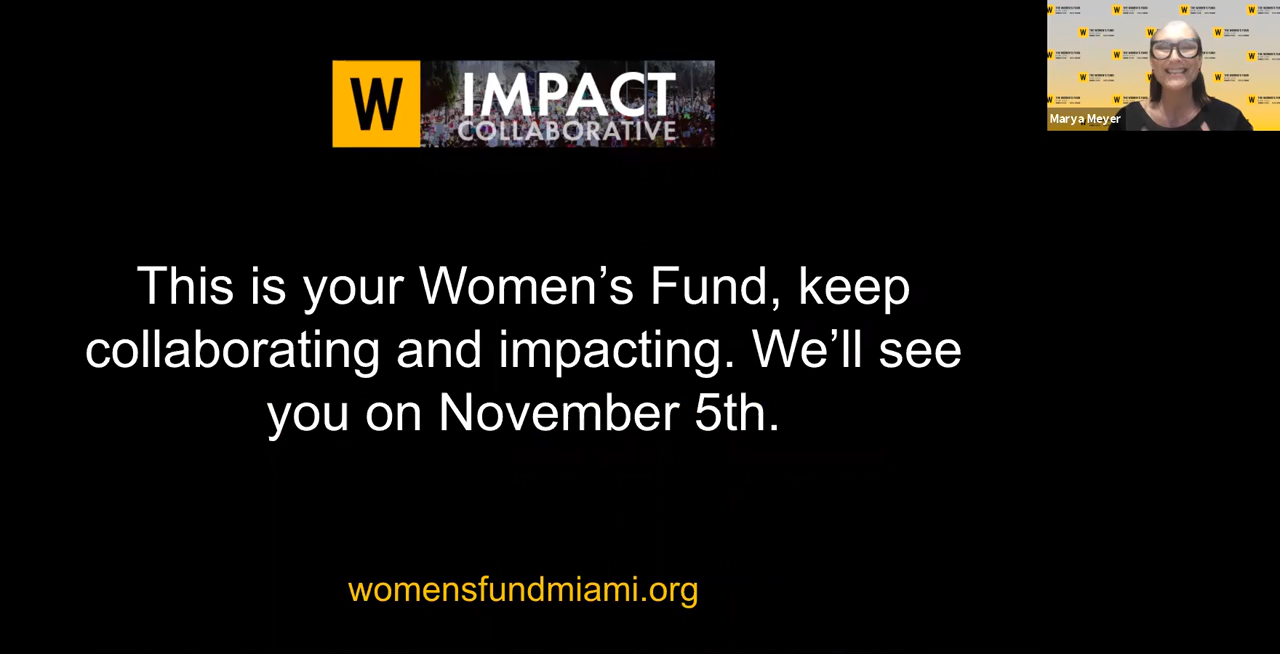 W IMPACT
COLLABORATIVE
Marya Meyer
This is your Women’s Fund, keep
collaborating and impacting. We’ll see
you on November 5th.
womensfundmiami.org